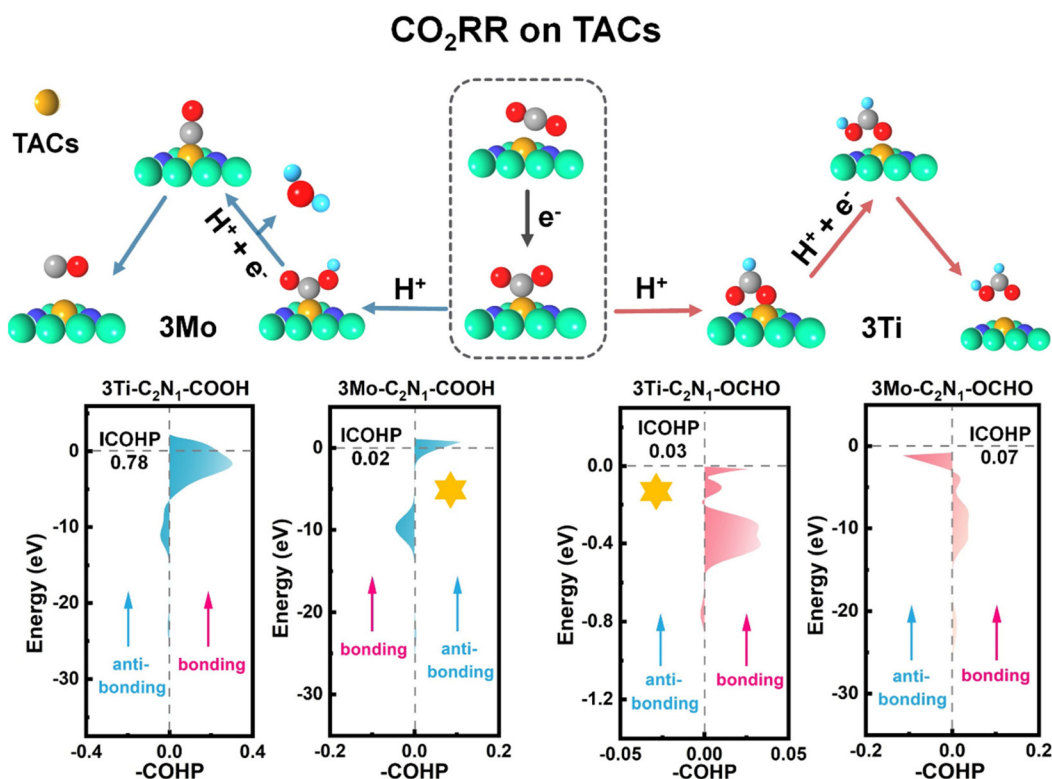 CO₂RR on TACs
TACs
e⁻
H⁺ + e⁻
H⁺ + e⁻
H⁺
H⁺
3Mo
3Ti
3Ti-C₂N₁-COOH
ICOHP
0.78
0
-10
-20
-30
Energy (eV)
anti-
bonding
bonding
-0.4
0.0
0.4
-COHP
3Mo-C₂N₁-COOH
ICOHP
0.02
0
-10
-20
-30
Energy (eV)
bonding
anti-
bonding
-0.2
0.0
0.2
-COHP
3Ti-C₂N₁-OCHO
ICOHP
0.03
0.0
-0.4
-0.8
-1.2
Energy (eV)
anti-
bonding
bonding
-0.05
0.00
0.05
-COHP
3Mo-C₂N₁-OCHO
ICOHP
0.07
0
-10
-20
-30
Energy (eV)
anti-
bonding
bonding
-0.2
0.0
0.2
-COHP